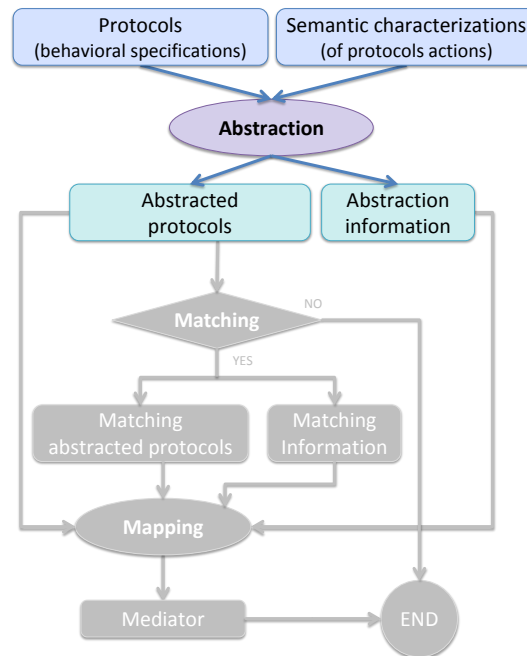 Protocols
(behavioral specifications)
Semantic characterizations
(of protocols actions)
Abstraction
Abstracted
protocols
Abstraction
information
Matching
NO
YES
Matching
abstracted protocols
Matching
Information
Mapping
Mediator
END